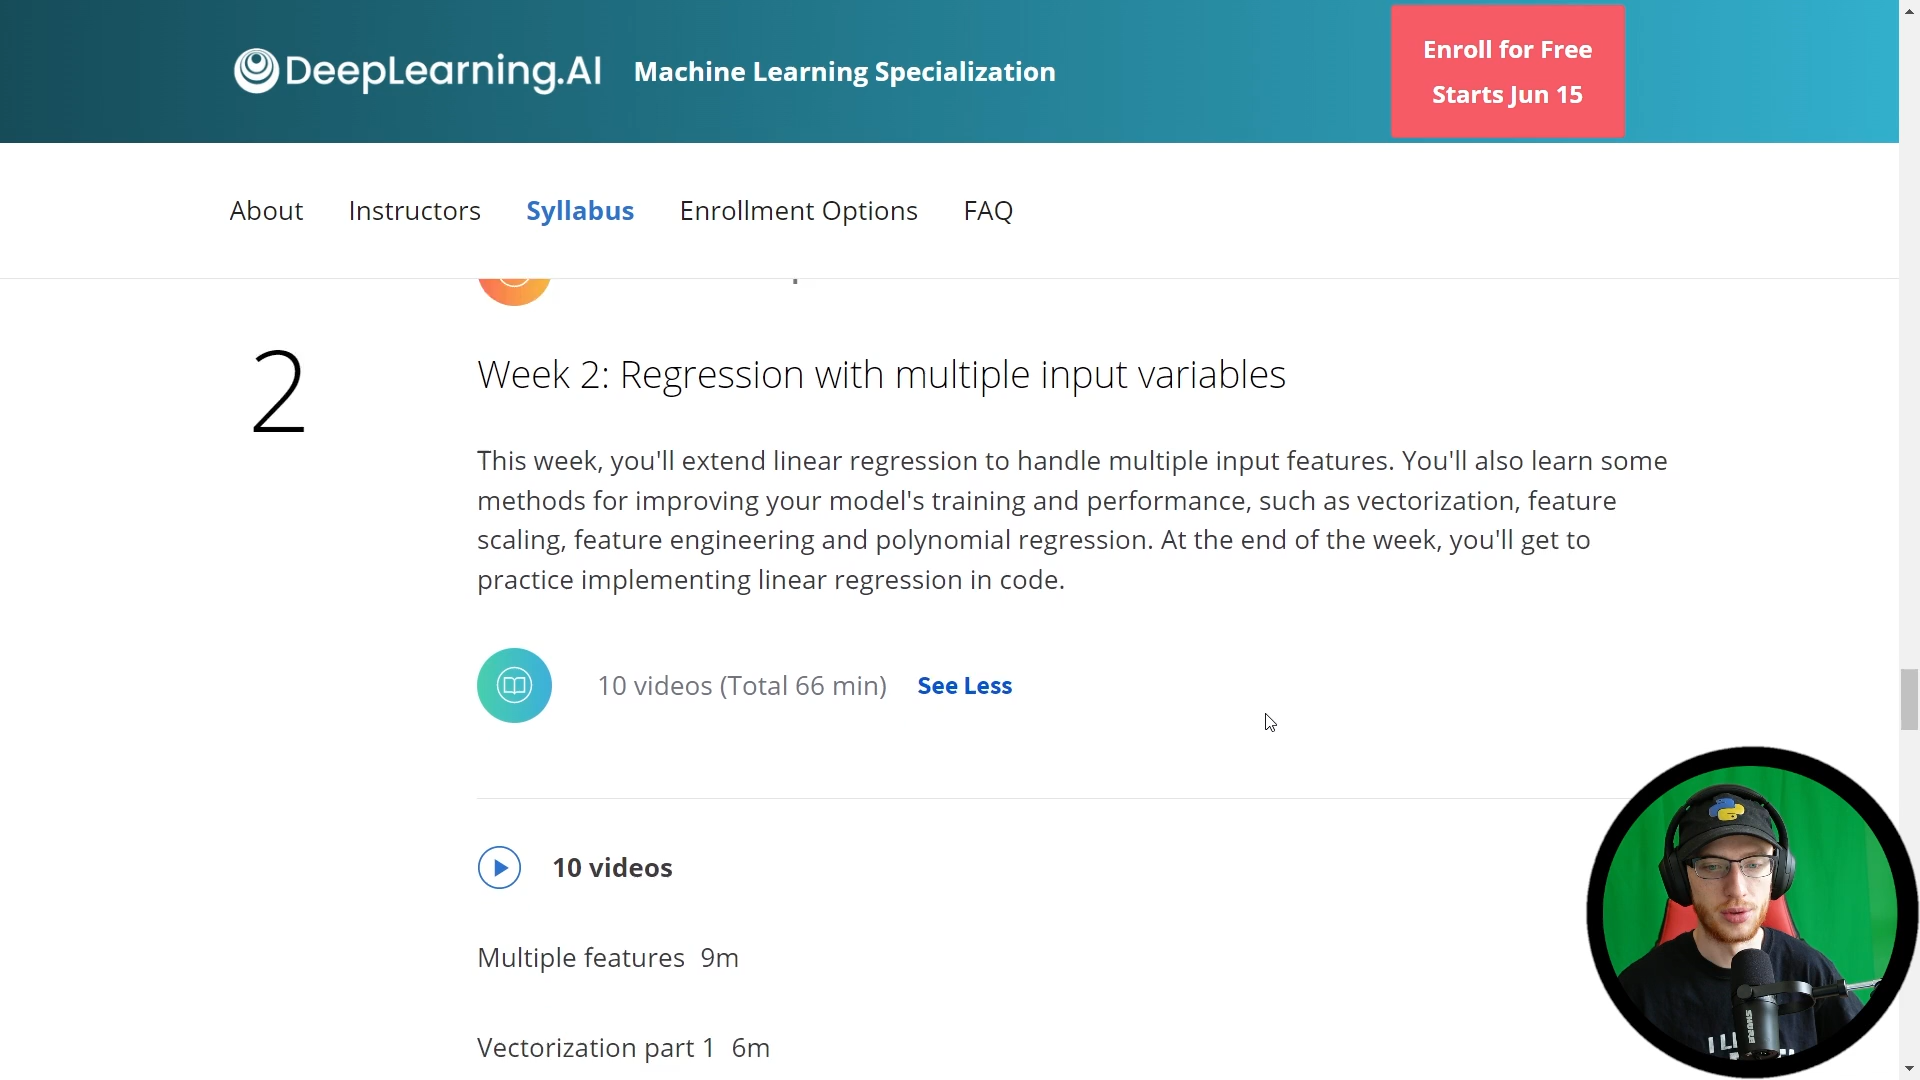 DeepLearning.AI
Machine Learning Specialization
Enroll for Free
Starts Jun 15
About
Instructors
Syllabus
Enrollment Options
FAQ
2
Week 2: Regression with multiple input variables
This week, you'll extend linear regression to handle multiple input features. You'll also learn some
methods for improving your model's training and performance, such as vectorization, feature
scaling, feature engineering and polynomial regression. At the end of the week, you'll get to
practice implementing linear regression in code.
10 videos (Total 66 min)
See Less
10 videos
Multiple features 9m
Vectorization part 1 6m
SHURE